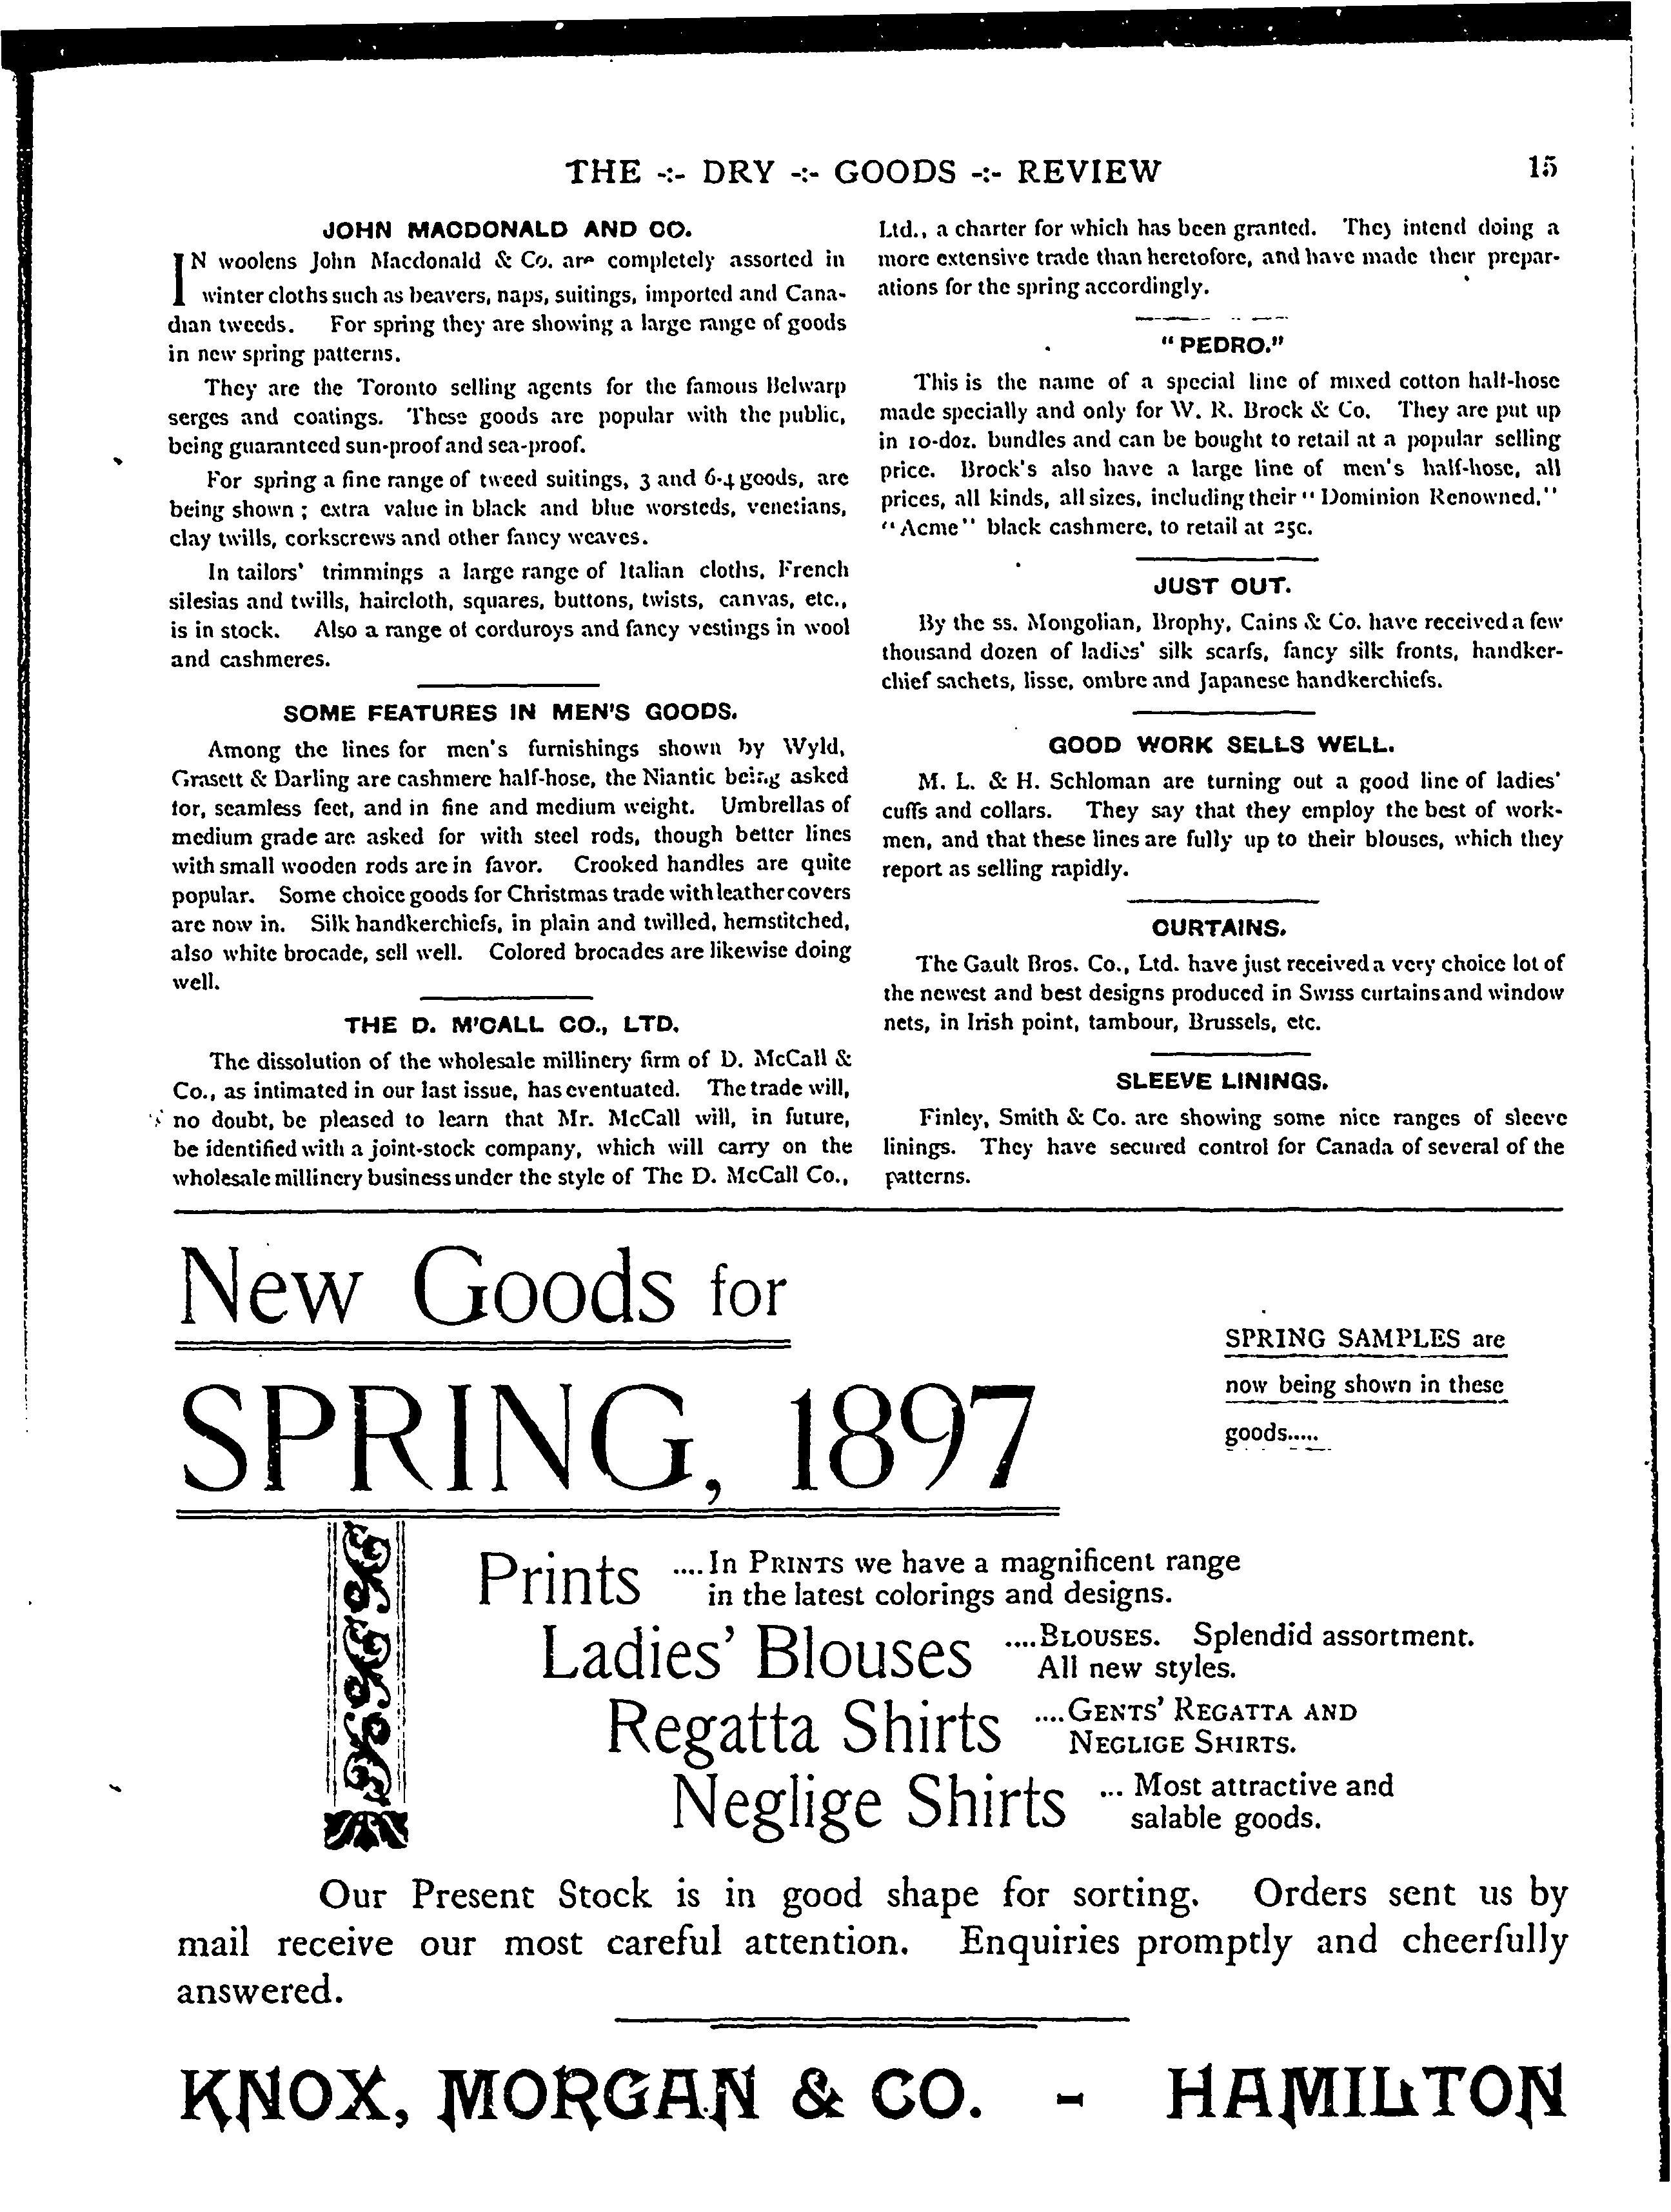 THE -:- DRY -:- GOODS -:- REVIEW 15
JOHN MACDONALD AND CO.
IN woolens John Macdonald & Co. are completely assorted in
winter cloths such as beavers, naps, suitings, imported and Cana-
dian tweeds. For spring they are showing a large range of goods
in new spring patterns.
They are the Toronto selling agents for the famous Belwarp
serges and coatings. These goods are popular with the public,
being guaranteed sun-proof and sea-proof.
For spring a fine range of tweed suitings, 3 and 6-4 goods, are
being shown ; extra value in black and blue worsteds, venetians,
clay twills, corkscrews and other fancy weaves.
In tailors' trimmings a large range of Italian cloths, French
silesias and twills, haircloth, squares, buttons, twists, canvas, etc.,
is in stock. Also a range of corduroys and fancy vestings in wool
and cashmeres.
SOME FEATURES IN MEN'S GOODS.
Among the lines for men's furnishings shown by Wyld,
Grasett & Darling are cashmere half-hose, the Niantic being asked
for, seamless feet, and in fine and medium weight. Umbrellas of
medium grade are asked for with steel rods, though better lines
with small wooden rods are in favor. Crooked handles are quite
popular. Some choice goods for Christmas trade with leather covers
are now in. Silk handkerchiefs, in plain and twilled, hemstitched,
also white brocade, sell well. Colored brocades are likewise doing
well.
THE D. M'CALL CO., LTD.
The dissolution of the wholesale millinery firm of D. McCall &
Co., as intimated in our last issue, has eventuated. The trade will,
no doubt, be pleased to learn that Mr. McCall will, in future,
be identified with a joint-stock company, which will carry on the
wholesale millinery business under the style of The D. McCall Co.,
Ltd., a charter for which has been granted. They intend doing a
more extensive trade than heretofore, and have made their prepar-
ations for the spring accordingly.
"PEDRO."
This is the name of a special line of mixed cotton half-hose
made specially and only for W. R. Brock & Co. They are put up
in 10-doz. bundles and can be bought to retail at a popular selling
price. Brock's also have a large line of men's half-hose, all
prices, all kinds, all sizes, including their "Dominion Renowned,"
"Acme" black cashmere, to retail at 25c.
JUST OUT.
By the ss. Mongolian, Brophy, Cains & Co. have received a few
thousand dozen of ladies' silk scarfs, fancy silk fronts, handker-
chief sachets, lisse, ombre and Japanese handkerchiefs.
GOOD WORK SELLS WELL.
M. L. & H. Schloman are turning out a good line of ladies'
cuffs and collars. They say that they employ the best of work-
men, and that these lines are fully up to their blouses, which they
report as selling rapidly.
CURTAINS.
The Gault Bros. Co., Ltd. have just received a very choice lot of
the newest and best designs produced in Swiss curtains and window
nets, in Irish point, tambour, Brussels, etc.
SLEEVE LININGS.
Finley, Smith & Co. are showing some nice ranges of sleeve
linings. They have secured control for Canada of several of the
patterns.
New Goods for
SPRING, 1897
SPRING SAMPLES are
now being shown in these
goods.....
Prints ....In PRINTS we have a magnificent range
in the latest colorings and designs.
Ladies' Blouses ....BLOUSES. Splendid assortment.
All new styles.
Regatta Shirts ....GENTS' REGATTA AND
NEGLIGE SHIRTS.
Neglige Shirts ... Most attractive and
salable goods.
Our Present Stock is in good shape for sorting. Orders sent us by
mail receive our most careful attention. Enquiries promptly and cheerfully
answered.
KNOX, MORGAN & CO. - HAMILTON